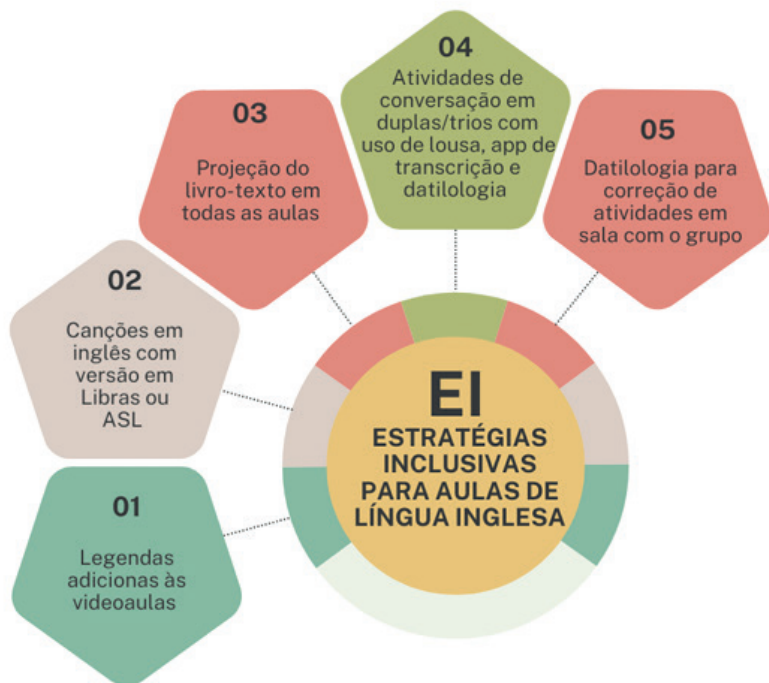 04
Atividades de
conversação em
duplas/trios com
uso de lousa, app de
transcrição e
datilologia
03
Projeção do
livro-texto em
todas as aulas
05
Datilologia para
correção de
atividades em
sala com o grupo
02
Canções em
inglês com
versão em
Libras ou
ASL
01
Legendas
adicionas às
videoaulas
EI
ESTRATÉGIAS
INCLUSIVAS
PARA AULAS DE
LÍNGUA INGLESA